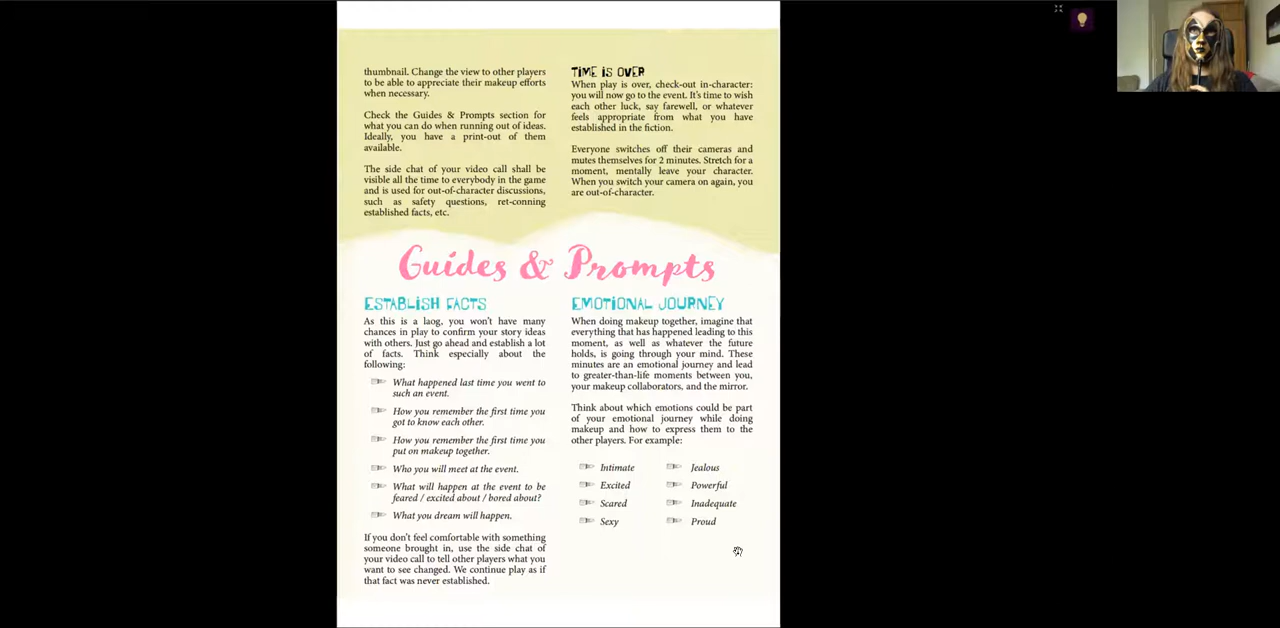 thumbnail. Change the view to other players
to be able to appreciate their makeup efforts
when necessary.
Check the Guides & Prompts section for
what you can do when running out of ideas.
Ideally, you have a print-out of them
available.
The side chat of your video call shall be
visible all the time to everybody in the game
and is used for out-of-character discussions,
such as safety questions, ret-conning
established facts, etc.
TIME IS OVER
When play is over, check-out in-character:
you will now go to the event. It's time to wish
each other luck, say farewell, or whatever
feels appropriate from what you have
established in the fiction.
Everyone switches off their cameras and
mutes themselves for 2 minutes. Stretch for a
moment, mentally leave your character.
When you switch your camera on again, you
are out-of-character.
Guides & Prompts
ESTABLISH FACTS
As this is a laog, you won't have many
chances in play to confirm your story ideas
with others. Just go ahead and establish a lot
of facts. Think especially about the
following:
What happened last time you went to
such an event.
How you remember the first time you
got to know each other.
How you remember the first time you
put on makeup together.
Who you will meet at the event.
What will happen at the event to be
feared / excited about / bored about?
What you dream will happen.
If you don't feel comfortable with something
someone brought in, use the side chat of
your video call to tell other players what you
want to see changed. We continue play as if
that fact was never established.
EMOTIONAL JOURNEY
When doing makeup together, imagine that
everything that has happened leading to this
moment, as well as whatever the future
holds, is going through your mind. These
minutes are an emotional journey and lead
to greater-than-life moments between you,
your makeup collaborators, and the mirror.
Think about which emotions could be part
of your emotional journey while doing
makeup and how to express them to the
other players. For example:
Intimate
Excited
Scared
Sexy
Jealous
Powerful
Inadequate
Proud